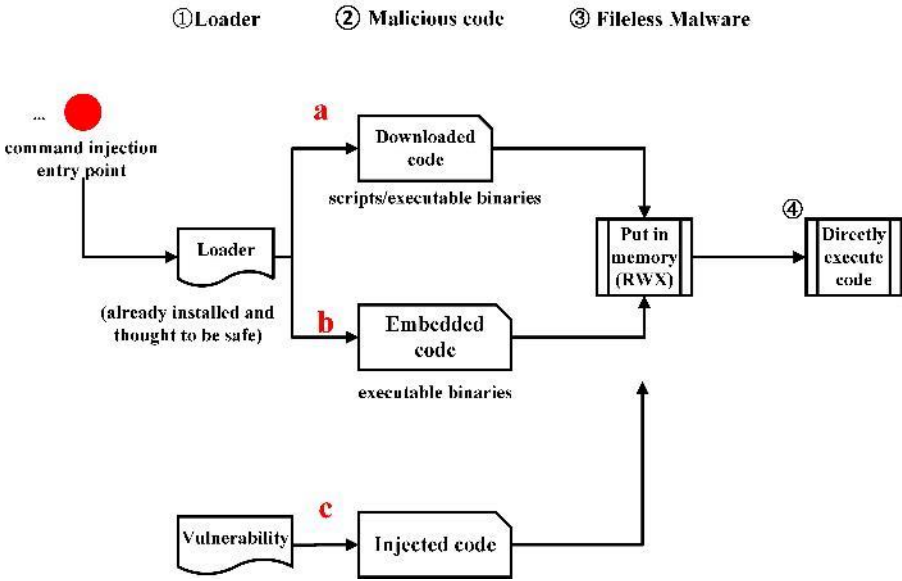 ①Loader
② Malicious code
③ Fileless Malware
...
command injection
entry point
a
Downloaded
code
scripts/executable binaries
Loader
(already installed and
thought to be safe)
b
Embedded
code
executable binaries
Put in
memory
(RWX)
④
Directly
execute
code
Vulnerability
c
Injected code